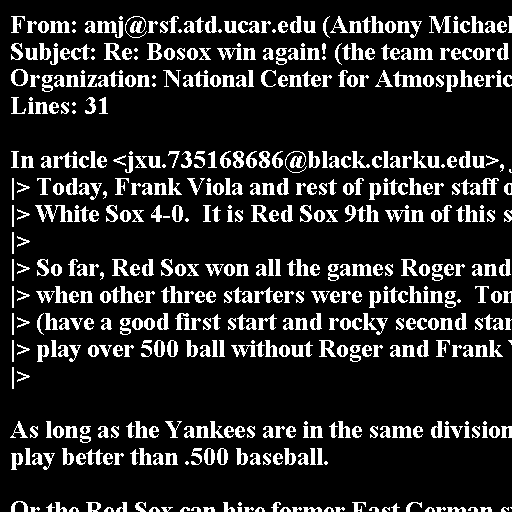 From: amj@rsf.atd.ucar.edu (Anthony Michael
Subject: Re: Bosox win again! (the team record
Organization: National Center for Atmospheric
Lines: 31
In article <jxu.735168686@black.clarku.edu>,
|> Today, Frank Viola and rest of pitcher staff o
|> White Sox 4-0.  It is Red Sox 9th win of this s
|>
|> So far, Red Sox won all the games Roger and
|> when other three starters were pitching.  Ton
|> (have a good first start and rocky second star
|> play over 500 ball without Roger and Frank
|>
As long as the Yankees are in the same division
play better than .500 baseball.
Or the Red Sox can hire former East German s